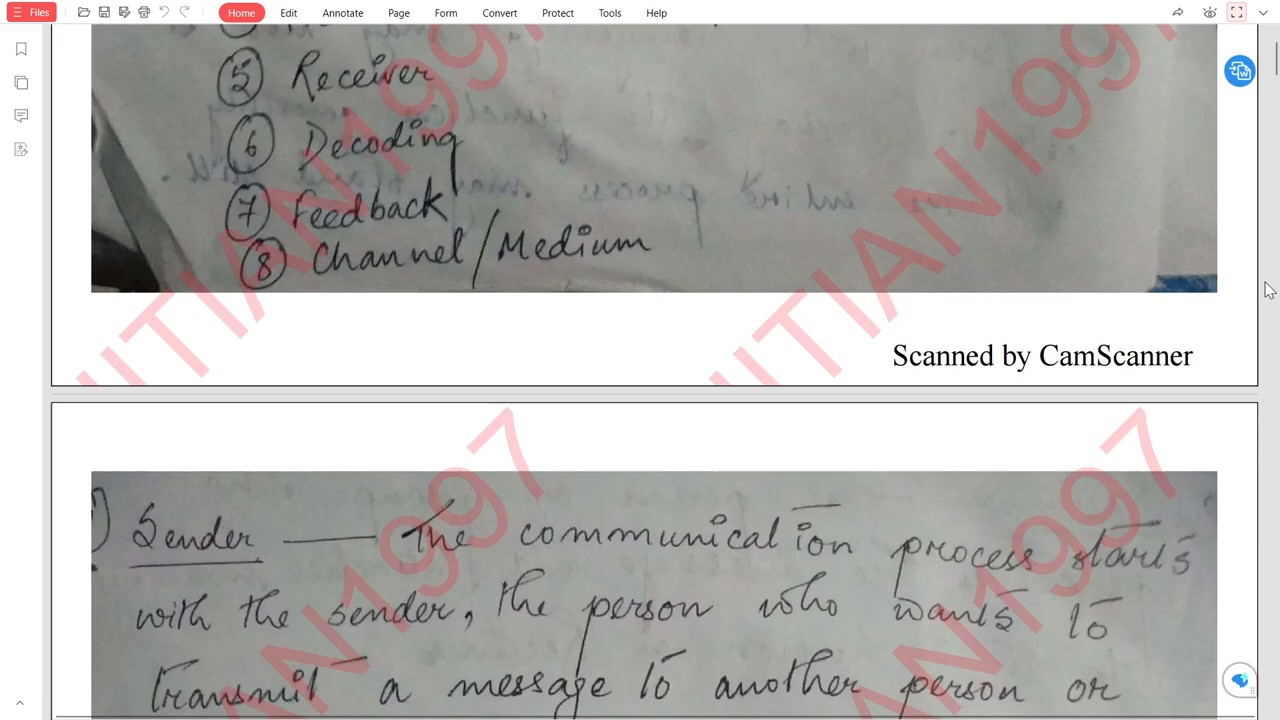 Files
Home
Edit
Annotate
Page
Form
Convert
Protect
Tools
Help
5 Receiver
6 Decoding
7 Feedback
8 Channel/Medium
Scanned by CamScanner
Sender — The communication process starts
with the sender, the person who wants to
transmit a message to another person or